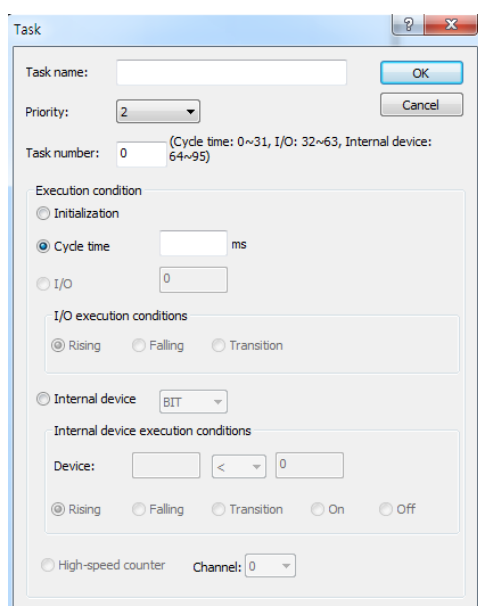 Task
Task name:
OK
Priority: 2
Cancel
Task number: 0 (Cycle time: 0~31, I/O: 32~63, Internal device:
64~95)
Execution condition
Initialization
Cycle time ms
I/O 0
I/O execution conditions
Rising Falling Transition
Internal device BIT
Internal device execution conditions
Device: < 0
Rising Falling Transition On Off
High-speed counter Channel: 0